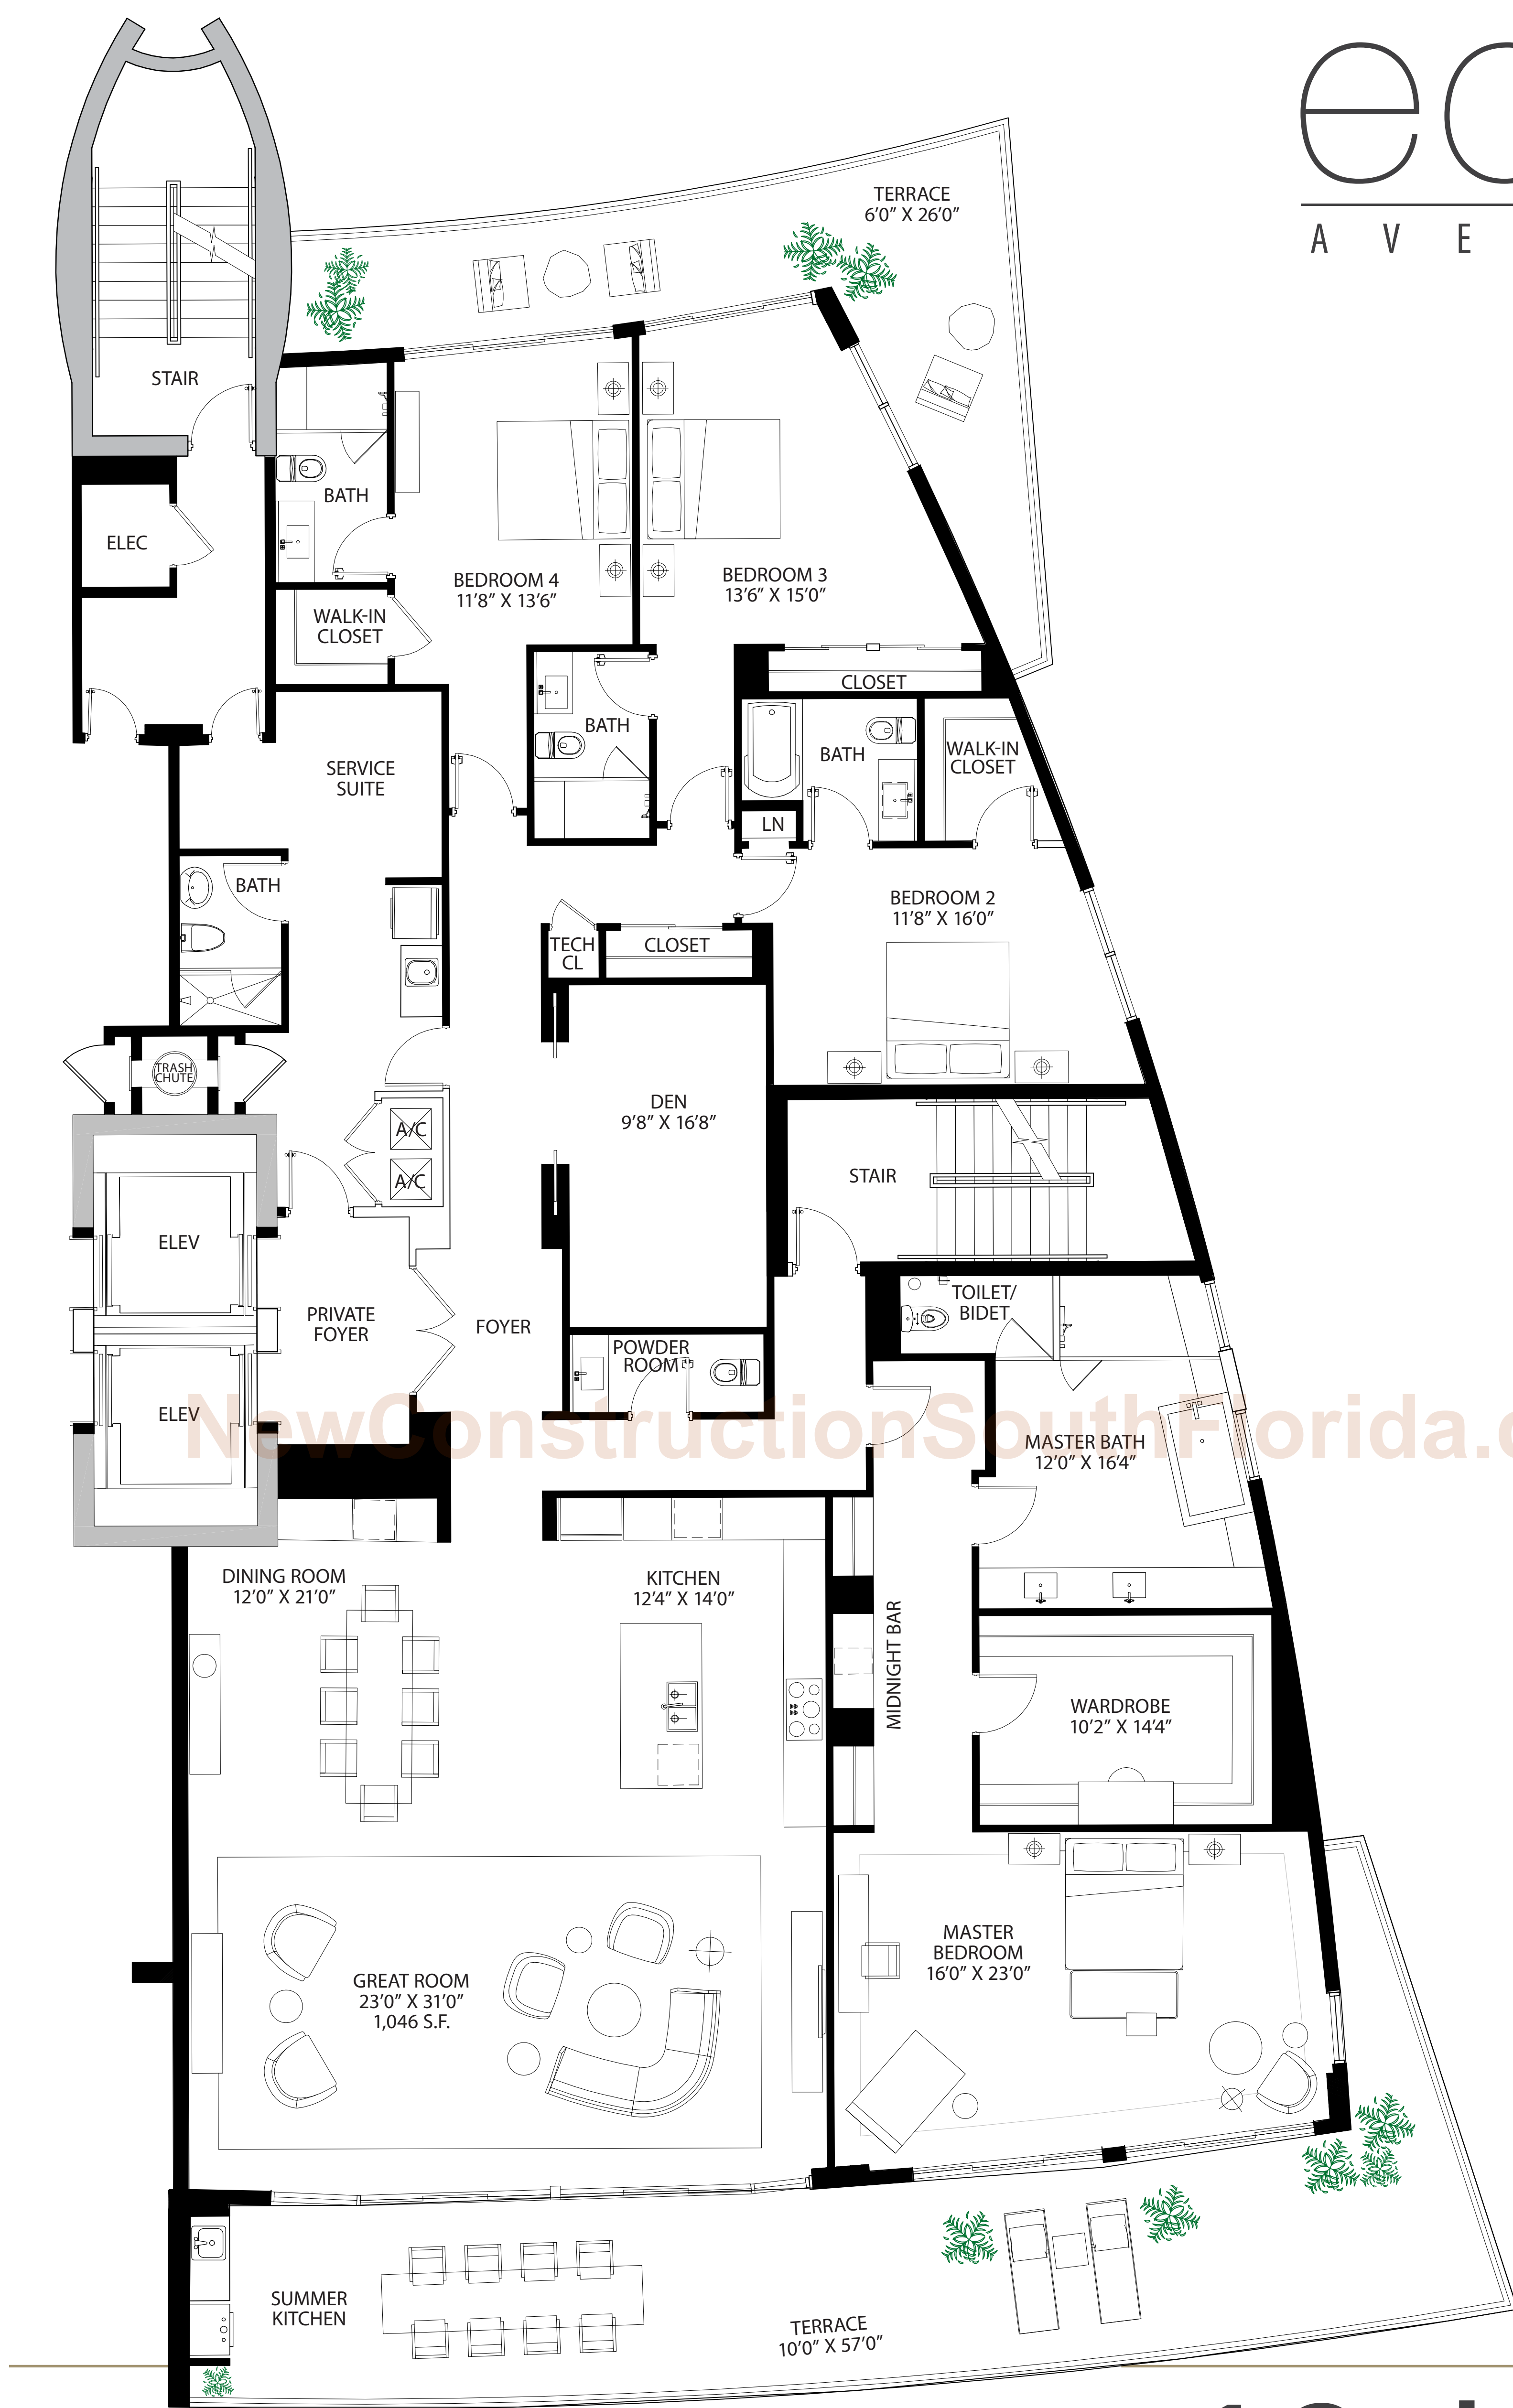 TERRACE
6'0" X 26'0"
A V E
STAIR
BATH
ELEC
BEDROOM 4
11'8" X 13'6"
BEDROOM 3
13'6" X 15'0"
WALK-IN
CLOSET
CLOSET
BATH
BATH
WALK-IN
CLOSET
SERVICE
SUITE
LN
BATH
BEDROOM 2
11'8" X 16'0"
TECH
CL
CLOSET
TRASH
CHUTE
DEN
9'8" X 16'8"
A/C
A/C
STAIR
ELEV
TOILET/
BIDET
PRIVATE
FOYER
FOYER
POWDER
ROOM
ELEV
NewConstructionSouthFlorida.c
MASTER BATH
12'0" X 16'4"
DINING ROOM
12'0" X 21'0"
KITCHEN
12'4" X 14'0"
MIDNIGHT BAR
WARDROBE
10'2" X 14'4"
MASTER
BEDROOM
16'0" X 23'0"
GREAT ROOM
23'0" X 31'0"
1,046 S.F.
SUMMER
KITCHEN
TERRACE
10'0" X 57'0"